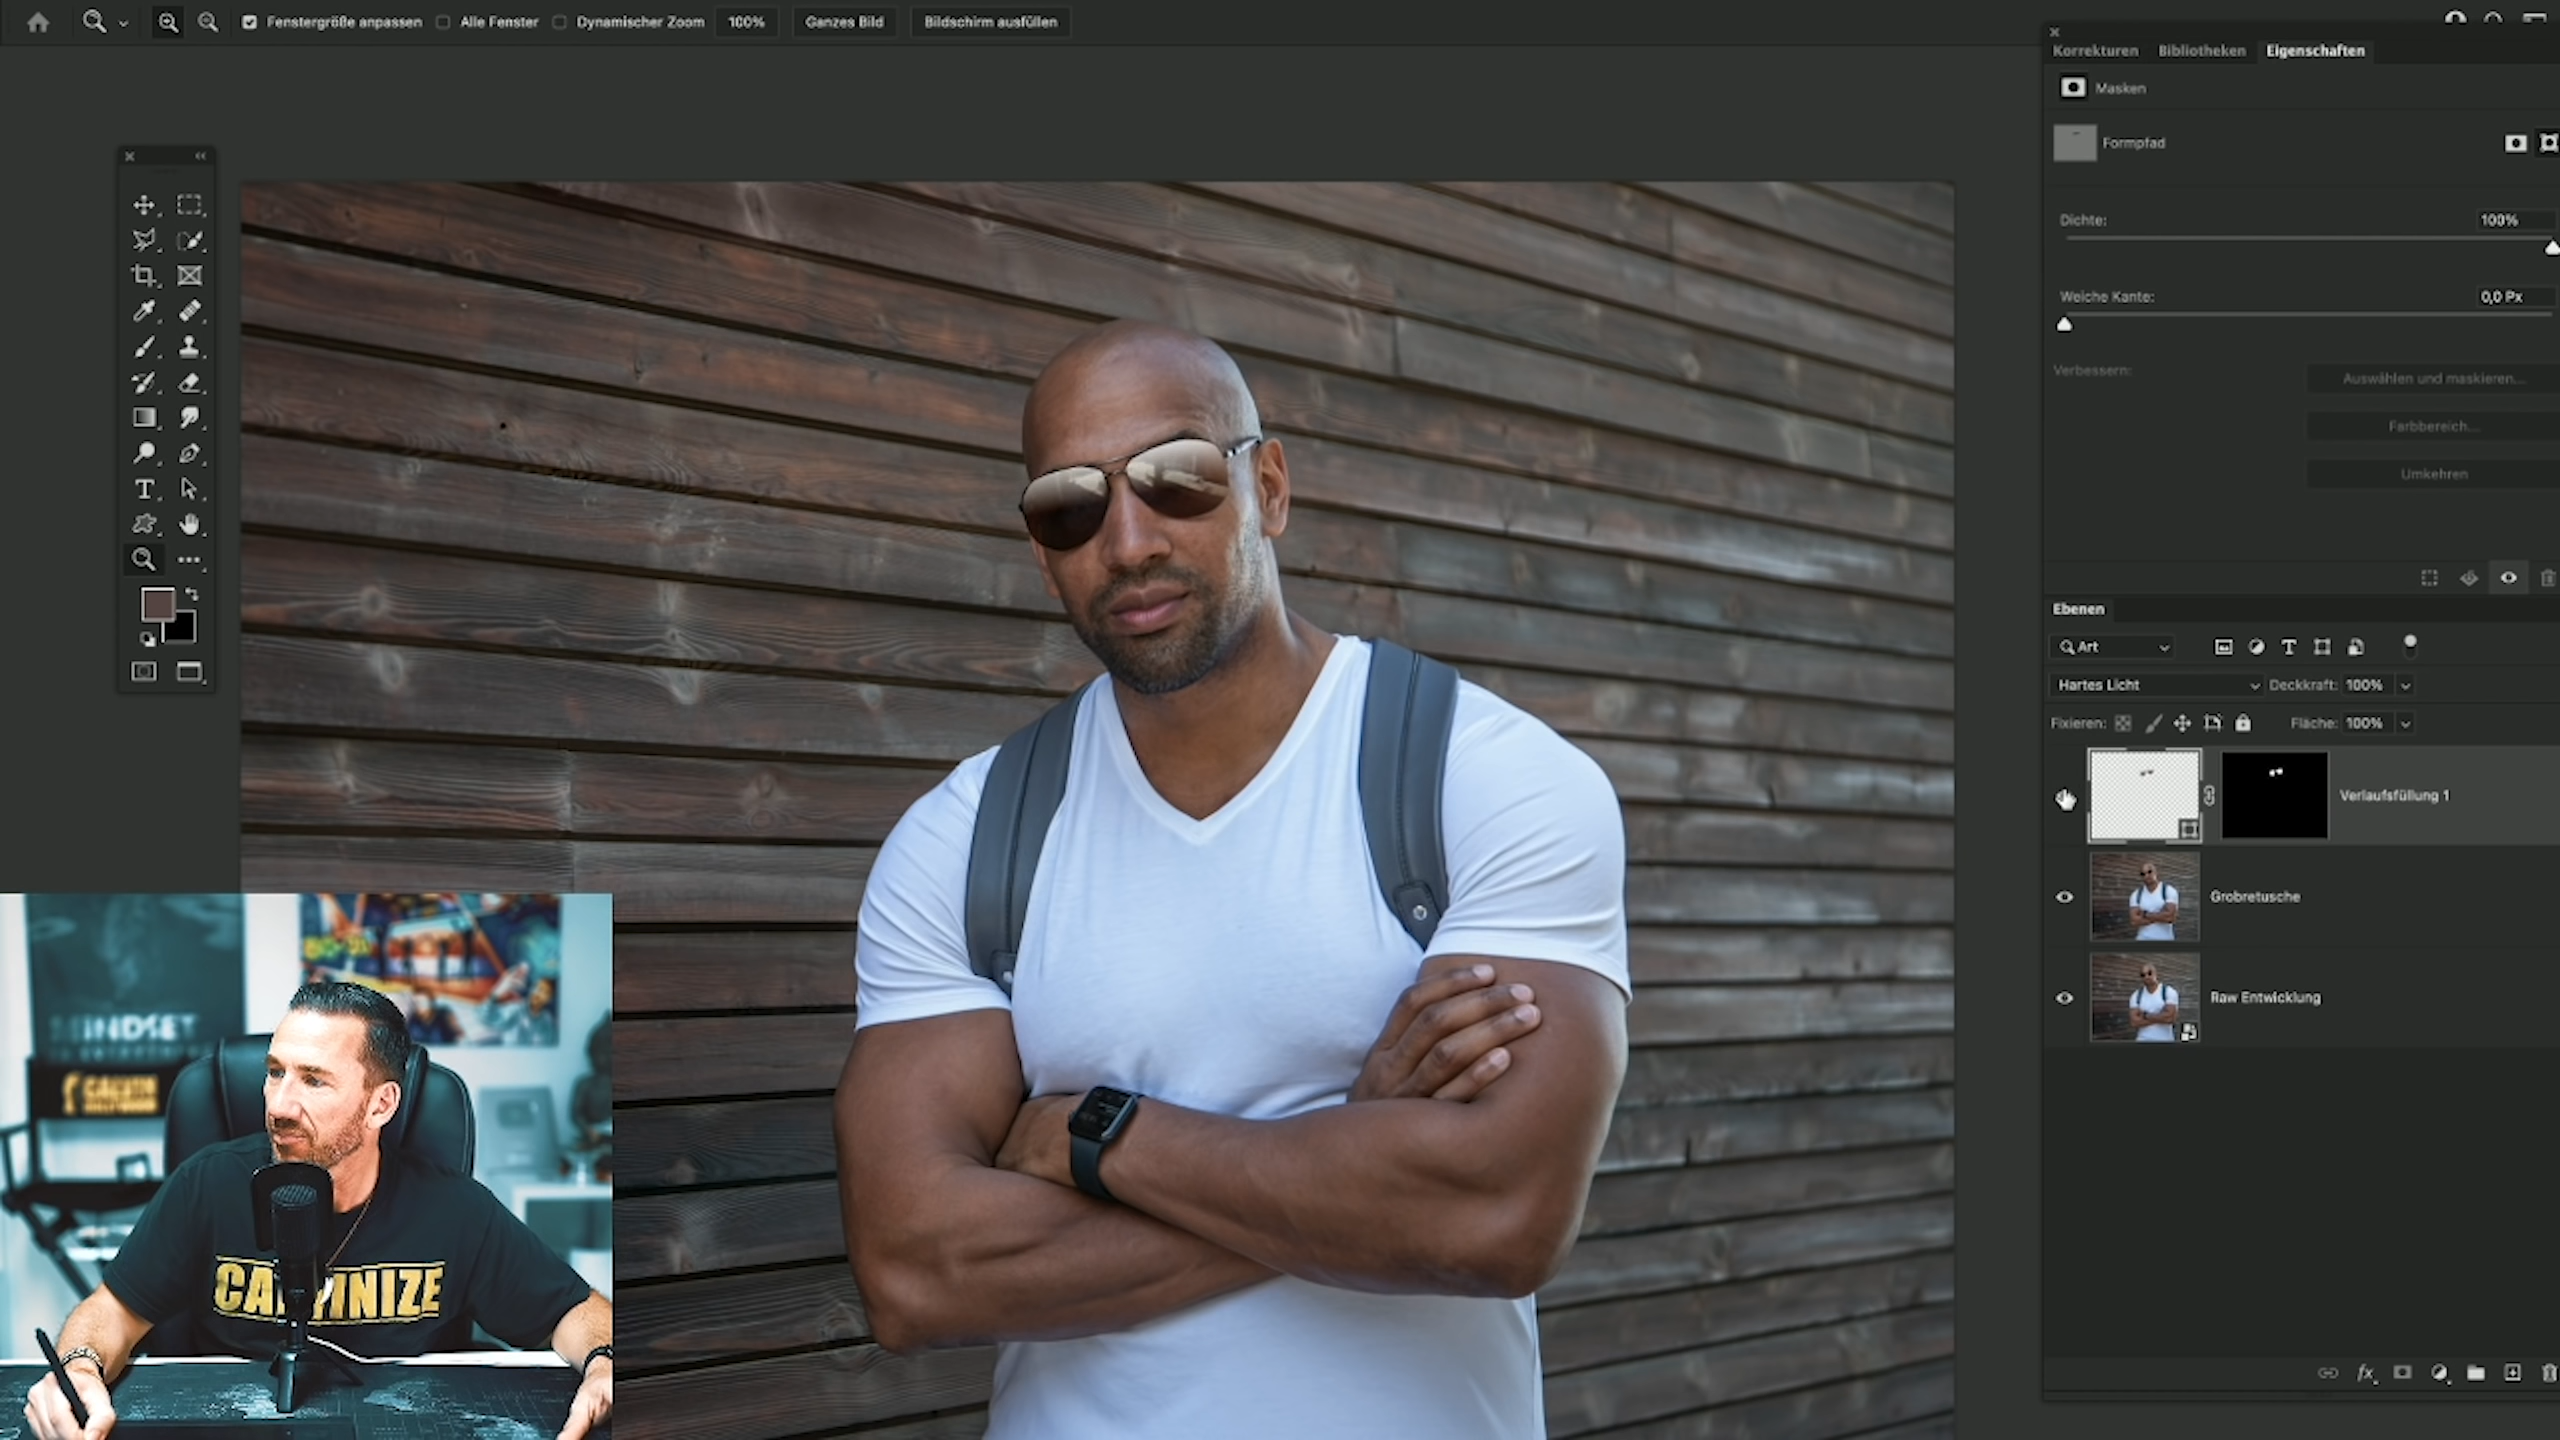 Fenstergröße anpassen Alle Fenster Dynamischer Zoom 100% Ganzes Bild Bildschirm ausfüllen
Korrekturen Bibliotheken Eigenschaften
Masken
Formpfad
Dichte: 100%
Weiche Kante: 0,0 Px
Verbessern: Auswählen und maskieren...
Farbbereich...
Umkehren
Ebenen
Art
Hartes Licht Deckkraft: 100%
Fixieren: Fläche: 100%
Verlaufsfüllung 1
Grobretusche
Raw Entwicklung
MINDSET
CALVIN